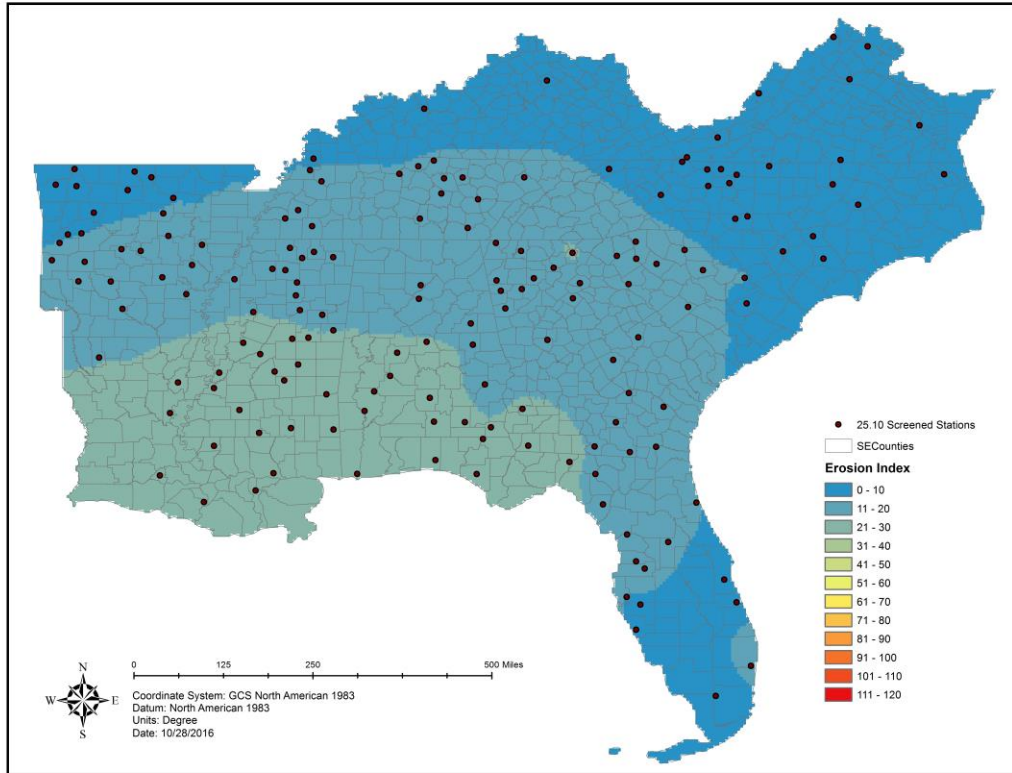 25.10 Screened Stations
SECounties
Erosion Index
0 - 10
11 - 20
21 - 30
31 - 40
41 - 50
51 - 60
61 - 70
71 - 80
81 - 90
91 - 100
101 - 110
111 - 120
0 125 250 500 Miles
N
W E
S
Coordinate System: GCS North American 1983
Datum: North American 1983
Units: Degree
Date: 10/28/2016